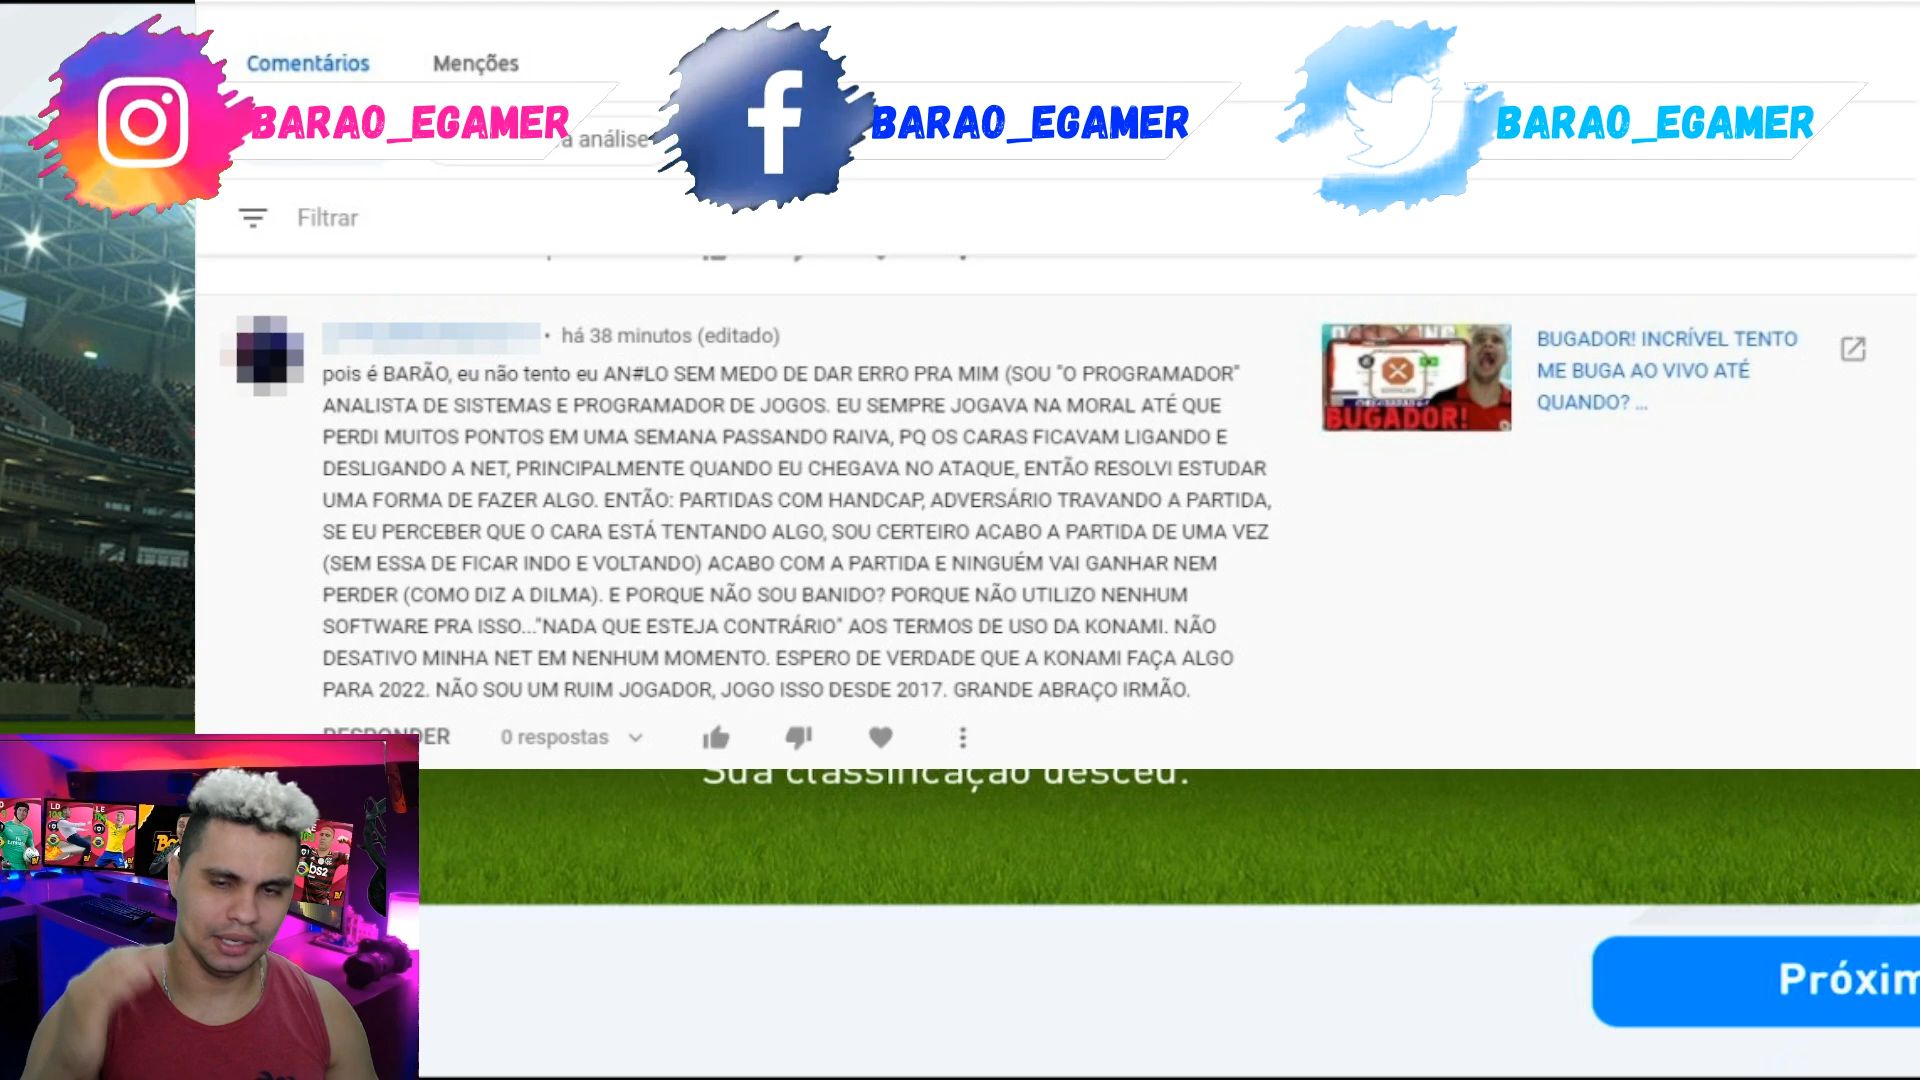 Comentários
Menções
BARAO_EGAMER
BARAO_EGAMER
BARAO_EGAMER
a análise
Filtrar
• há 38 minutos (editado)
pois é BARÃO, eu não tento eu AN#LO SEM MEDO DE DAR ERRO PRA MIM (SOU "O PROGRAMADOR"
ANALISTA DE SISTEMAS E PROGRAMADOR DE JOGOS. EU SEMPRE JOGAVA NA MORAL ATÉ QUE
PERDI MUITOS PONTOS EM UMA SEMANA PASSANDO RAIVA, PQ OS CARAS FICAVAM LIGANDO E
DESLIGANDO A NET, PRINCIPALMENTE QUANDO EU CHEGAVA NO ATAQUE, ENTÃO RESOLVI ESTUDAR
UMA FORMA DE FAZER ALGO. ENTÃO: PARTIDAS COM HANDCAP, ADVERSÁRIO TRAVANDO A PARTIDA,
SE EU PERCEBER QUE O CARA ESTÁ TENTANDO ALGO, SOU CERTEIRO ACABO A PARTIDA DE UMA VEZ
(SEM ESSA DE FICAR INDO E VOLTANDO) ACABO COM A PARTIDA E NINGUÉM VAI GANHAR NEM
PERDER (COMO DIZ A DILMA). E PORQUE NÃO SOU BANIDO? PORQUE NÃO UTILIZO NENHUM
SOFTWARE PRA ISSO..."NADA QUE ESTEJA CONTRÁRIO" AOS TERMOS DE USO DA KONAMI. NÃO
DESATIVO MINHA NET EM NENHUM MOMENTO. ESPERO DE VERDADE QUE A KONAMI FAÇA ALGO
PARA 2022. NÃO SOU UM RUIM JOGADOR, JOGO ISSO DESDE 2017. GRANDE ABRAÇO IRMÃO.
BUGADOR!
BUGADOR! INCRÍVEL TENTO
ME BUGA AO VIVO ATÉ
QUANDO? ...
RESPONDER
0 respostas
Sua classificação desceu.
LD
LE
bs2
Próxim